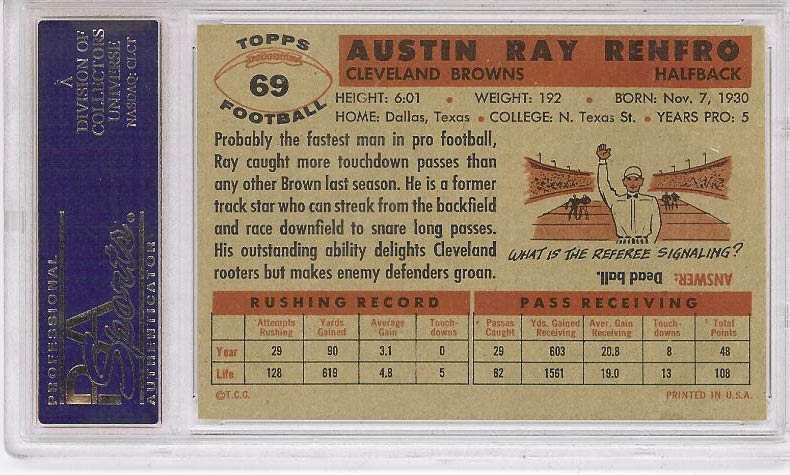 A
DIVISION OF
COLLECTORS
UNIVERSE
NASDAQ: CLCT
PROFESSIONAL
PSA
Sports
AUTHENTICATOR
TOPPS
69
FOOTBALL
AUSTIN RAY RENFRO
CLEVELAND BROWNS HALFBACK
HEIGHT: 6:01 • WEIGHT: 192 • BORN: Nov. 7, 1930
HOME: Dallas, Texas • COLLEGE: N. Texas St. • YEARS PRO: 5
Probably the fastest man in pro football,
Ray caught more touchdown passes than
any other Brown last season. He is a former
track star who can streak from the backfield
and race downfield to snare long passes.
His outstanding ability delights Cleveland
rooters but makes enemy defenders groan.
WHAT IS THE REFEREE SIGNALING?
ANSWER: Dead ball.
RUSHING RECORD PASS RECEIVING
Attempts Rushing Yards Gained Average Gain Touch-downs Passes Caught Yds. Gained Receiving Aver. Gain Receiving Touch-downs Total Points
Year 29 90 3.1 0 29 603 20.8 8 48
Life 128 619 4.8 5 82 1561 19.0 13 108
©T.C.G. PRINTED IN U.S.A.